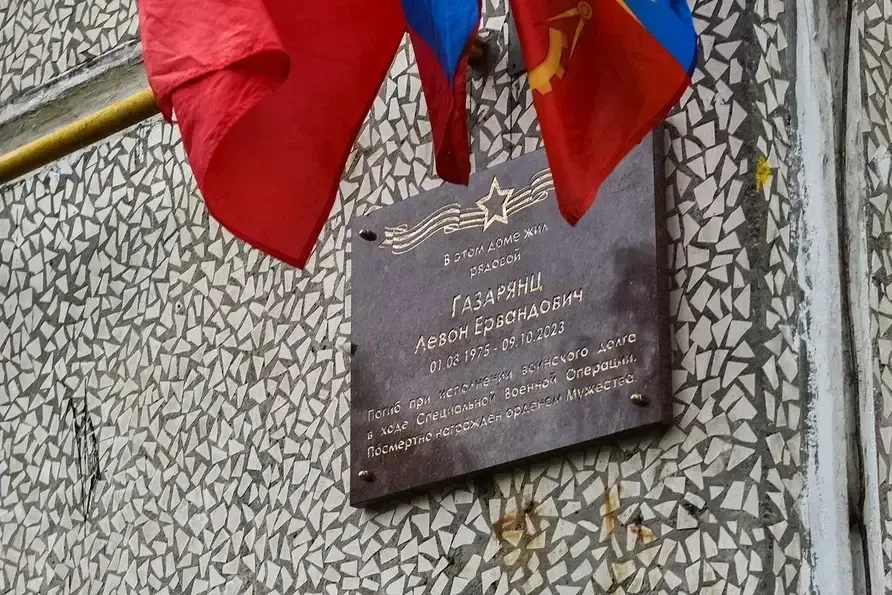 В этом доме жил
рядовой
ГАЗАРЯНЦ
Левон Ервандович
01.03.1975 - 09.10.2023
Погиб при исполнении воинского долга
в ходе Специальной Военной Операции.
Посмертно награждён орденом Мужества.